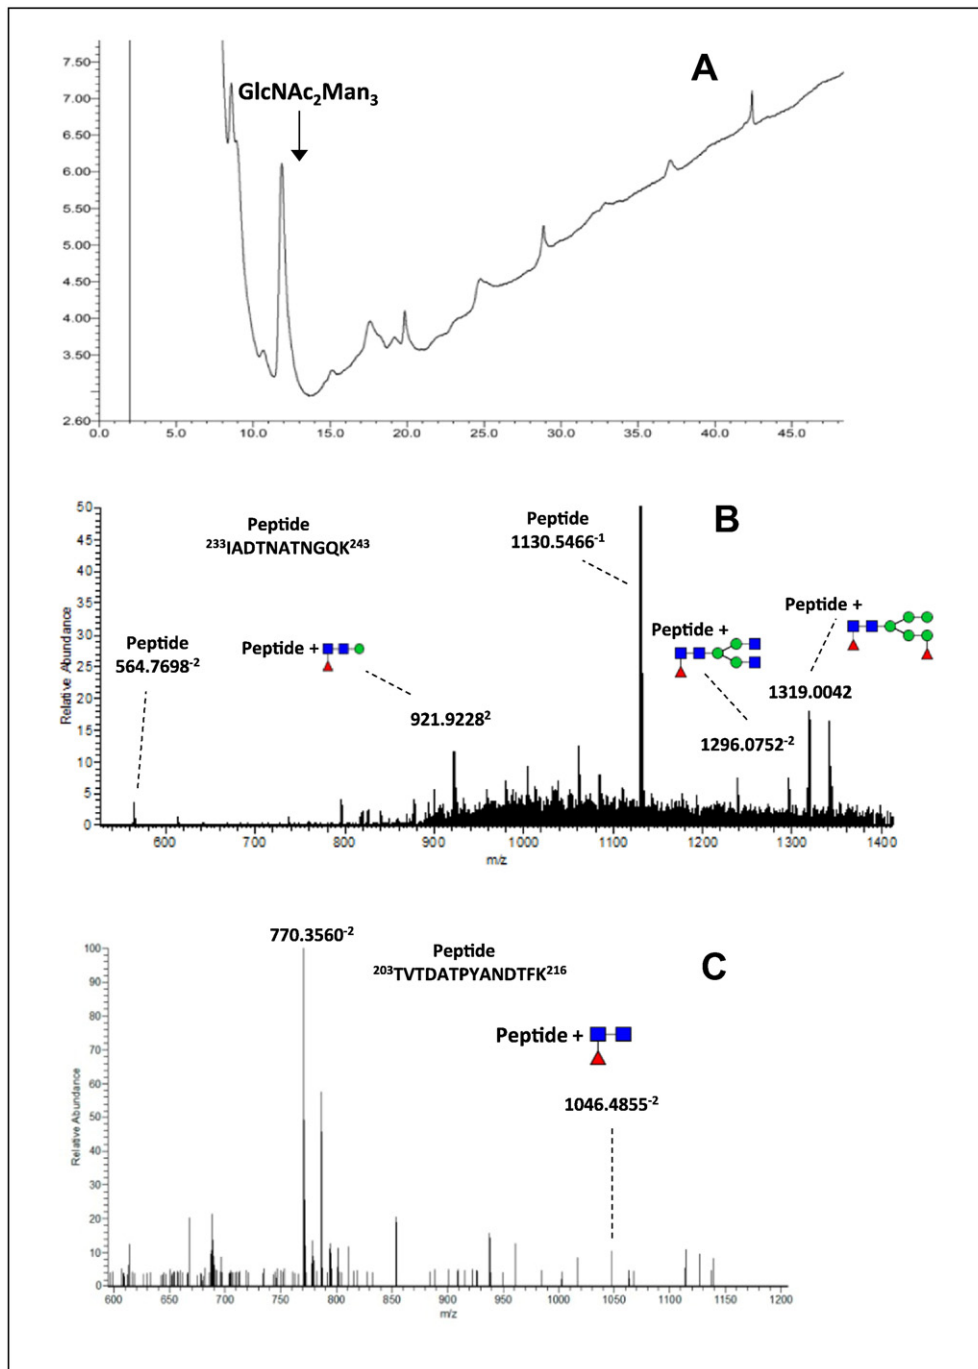 A
GlcNAc₂Man₃
7.50
7.00
6.50
6.00
5.50
5.00
4.50
4.00
3.50
2.60
0.0 5.0 10.0 15.0 20.0 25.0 30.0 35.0 40.0 45.0
B
Peptide
²³³IADTNATNGQK²⁴³
Peptide
1130.5466⁻¹
Peptide
564.7698⁻²
Peptide +
921.9228²
Peptide +
1296.0752⁻²
Peptide +
1319.0042
Relative Abundance
50
45
40
35
30
25
20
15
10
5
0
600 700 800 900 1000 1100 1200 1300 1400
m/z
C
770.3560⁻²
Peptide
²⁰³TVTDATPYANDTFK²¹⁶
Peptide +
1046.4855⁻²
Relative Abundance
100
90
80
70
60
50
40
30
20
10
0
600 650 700 750 800 850 900 950 1000 1050 1100 1150 1200
m/z